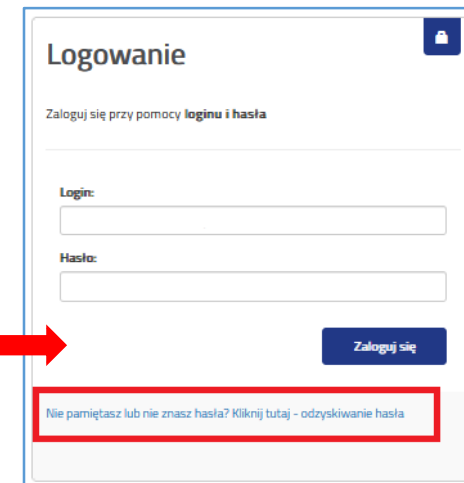 Logowanie
Zaloguj się przy pomocy loginu i hasła
Login:
Hasło:
Zaloguj się
Nie pamiętasz lub nie znasz hasła? Kliknij tutaj - odzyskiwanie hasła